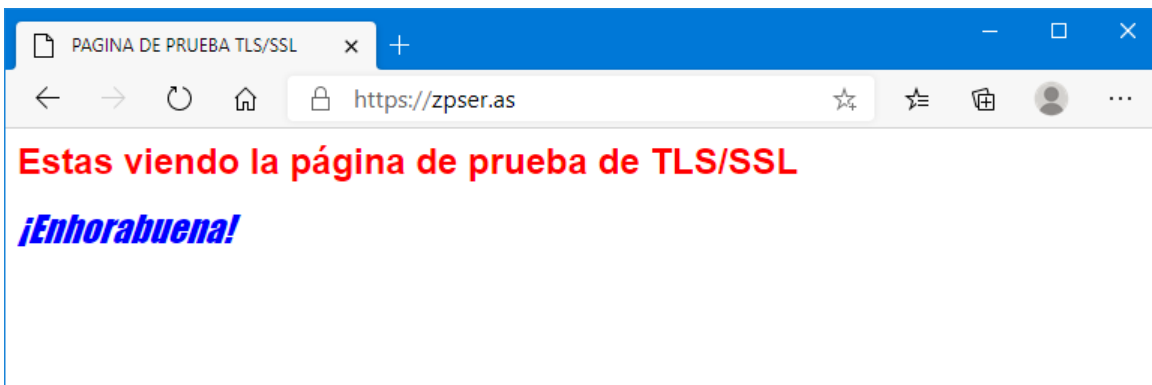 PAGINA DE PRUEBA TLS/SSL
https://zpser.as
Estas viendo la página de prueba de TLS/SSL
¡Enhorabuena!